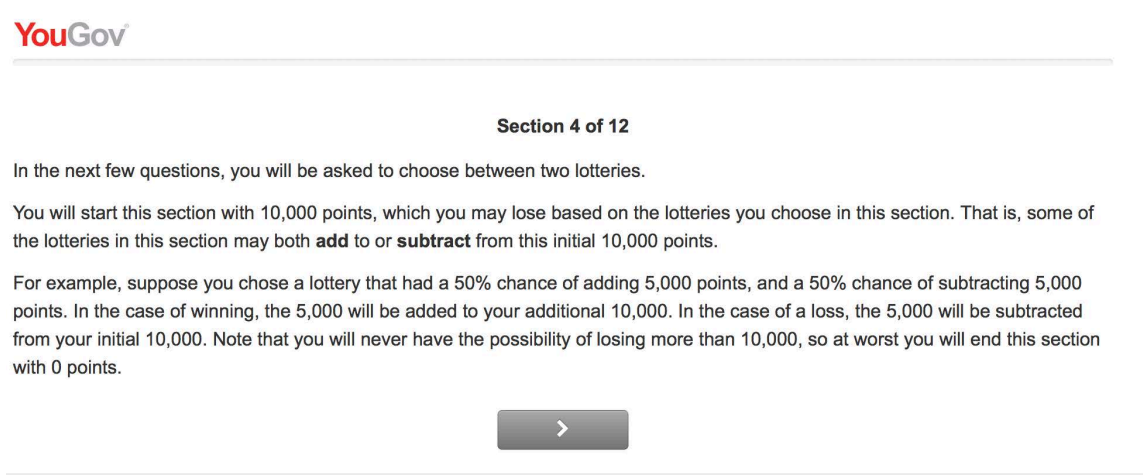 YouGov®
Section 4 of 12
In the next few questions, you will be asked to choose between two lotteries.
You will start this section with 10,000 points, which you may lose based on the lotteries you choose in this section. That is, some of
the lotteries in this section may both add to or subtract from this initial 10,000 points.
For example, suppose you chose a lottery that had a 50% chance of adding 5,000 points, and a 50% chance of subtracting 5,000
points. In the case of winning, the 5,000 will be added to your additional 10,000. In the case of a loss, the 5,000 will be subtracted
from your initial 10,000. Note that you will never have the possibility of losing more than 10,000, so at worst you will end this section
with 0 points.